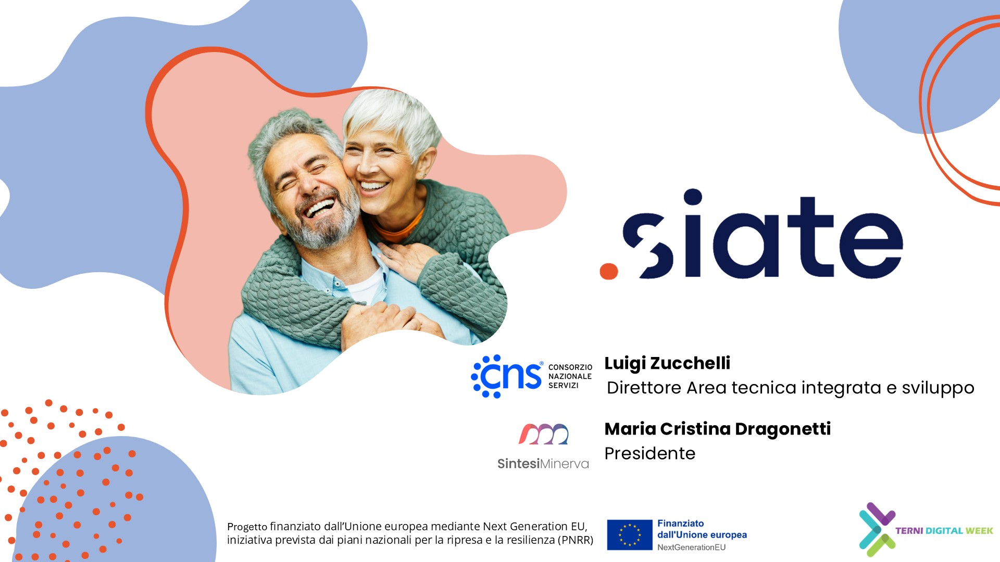 .siate
cns® CONSORZIO
NAZIONALE
SERVIZI
Luigi Zucchelli
Direttore Area tecnica integrata e sviluppo
SintesiMinerva
Maria Cristina Dragonetti
Presidente
Progetto finanziato dall’Unione europea mediante Next Generation EU,
iniziativa prevista dai piani nazionali per la ripresa e la resilienza (PNRR)
Finanziato
dall'Unione europea
NextGenerationEU
TERNI DIGITAL WEEK